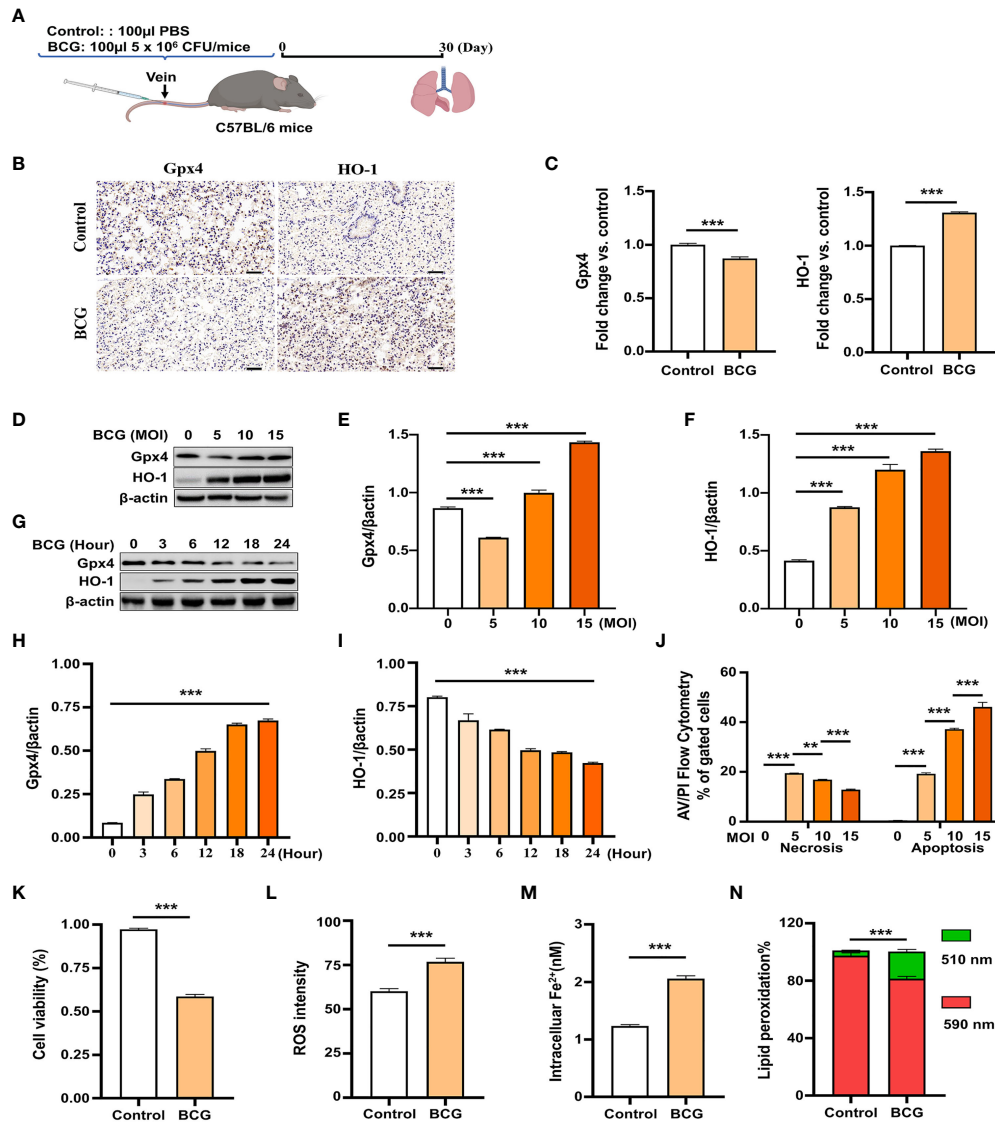 A
Control: : 100μl PBS
BCG: 100μl 5 x 10⁶ CFU/mice
0
30 (Day)
Vein
C57BL/6 mice
B
Gpx4
HO-1
Control
BCG
C
Gpx4
Fold change vs. control
1.5
1.0
0.5
0.0
***
Control
BCG
HO-1
Fold change vs. control
1.5
1.0
0.5
0.0
***
Control
BCG
D
BCG (MOI)
0 5 10 15
Gpx4
HO-1
β-actin
E
Gpx4/βactin
1.5
1.0
0.5
0.0
***
***
***
0 5 10 15 (MOI)
F
HO-1/βactin
1.5
1.0
0.5
0.0
***
***
***
0 5 10 15 (MOI)
G
BCG (Hour)
0 3 6 12 18 24
Gpx4
HO-1
β-actin
H
Gpx4/βactin
1.00
0.75
0.50
0.25
0.00
***
0 3 6 12 18 24 (Hour)
I
HO-1/βactin
1.00
0.75
0.50
0.25
0.00
***
0 3 6 12 18 24 (Hour)
J
AV/PI Flow Cytometry
% of gated cells
60
40
20
0
*** ** ***
*** *** ***
MOI 0 5 10 15 0 5 10 15
Necrosis Apoptosis
K
Cell viability (%)
1.00
0.75
0.50
0.25
0.00
***
Control BCG
L
ROS intensity
100
75
50
25
0
***
Control BCG
M
Intracelluar Fe²⁺(nM)
3
2
1
0
***
Control BCG
N
Lipid peroxidation%
120
80
40
0
***
Control BCG
510 nm
590 nm